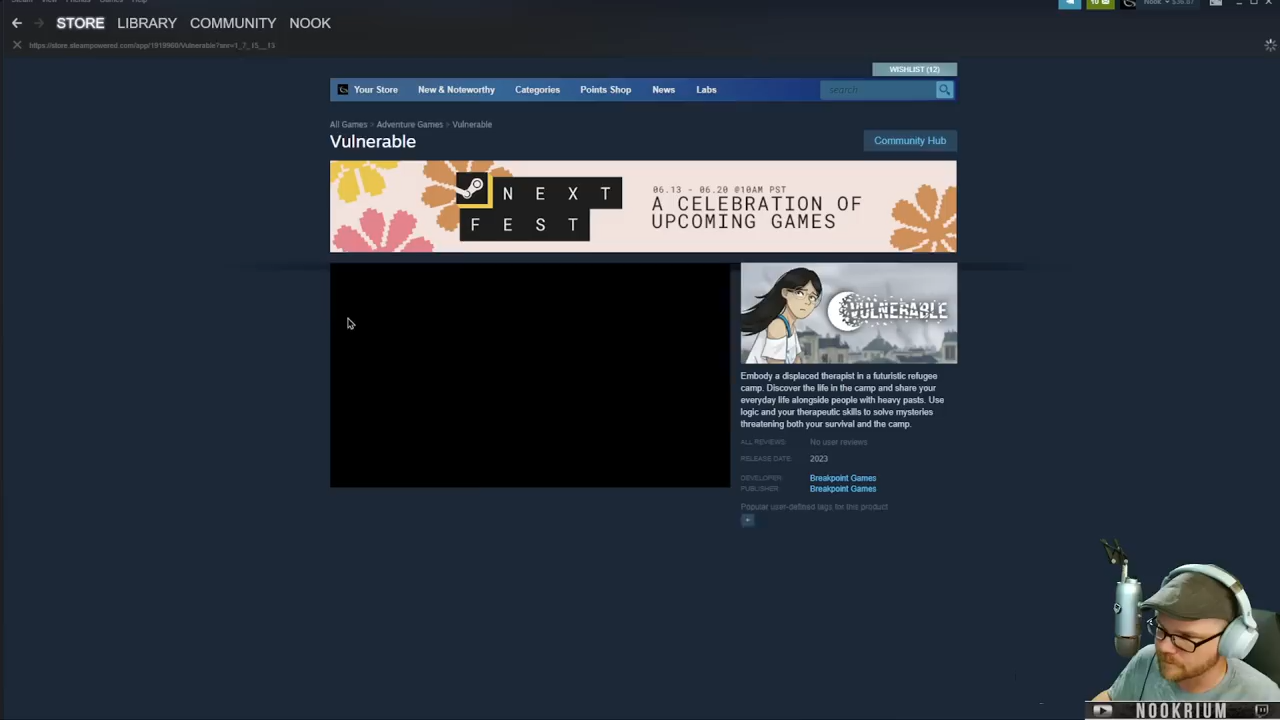 STORE LIBRARY COMMUNITY NOOK
WISHLIST (12)
Your Store New & Noteworthy Categories Points Shop News Labs search
All Games > Adventure Games > Vulnerable
Vulnerable
Community Hub
NEXT
FEST
06.13 - 06.20 @10AM PST
A CELEBRATION OF
UPCOMING GAMES
VULNERABLE
Embody a displaced therapist in a futuristic refugee
camp. Discover the life in the camp and share your
everyday life alongside people with heavy pasts. Use
logic and your therapeutic skills to solve mysteries
threatening both your survival and the camp.
ALL REVIEWS: No user reviews
RELEASE DATE: 2023
DEVELOPER: Breakpoint Games
PUBLISHER: Breakpoint Games
Popular user-defined tags for this product
+
NOOKRIUM